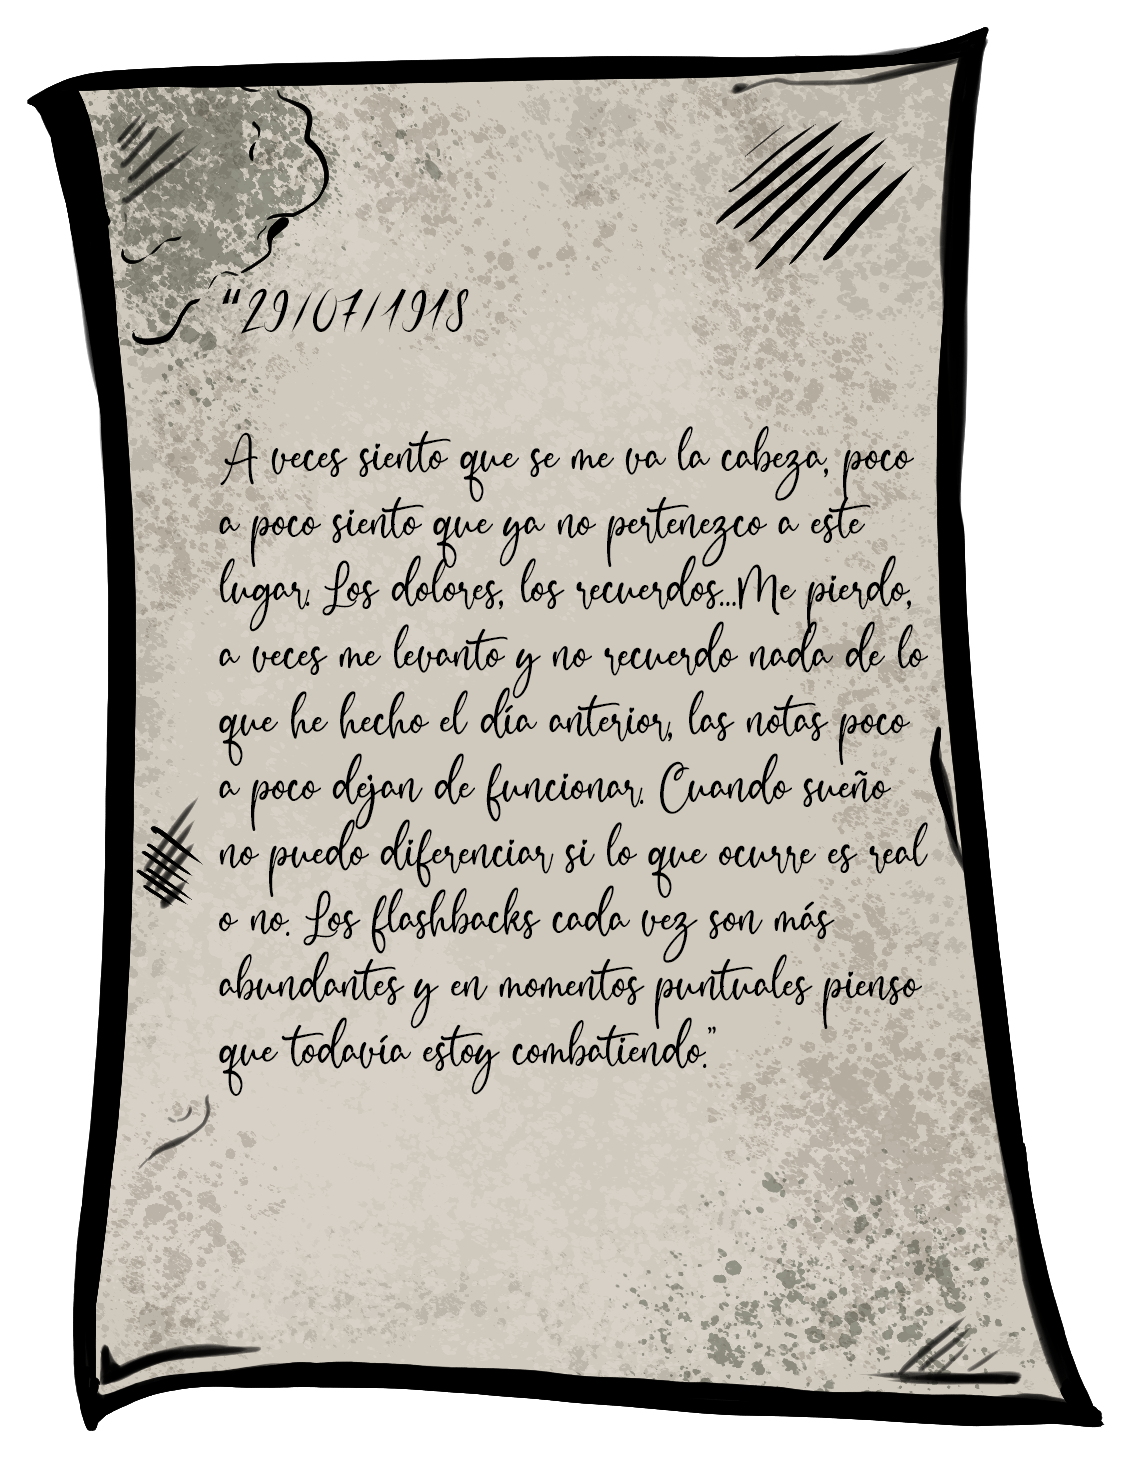 “29/07/1918
A veces siento que se me va la cabeza, poco
a poco siento que ya no pertenezco a este
lugar. Los dolores, los recuerdos...Me pierdo,
a veces me levanto y no recuerdo nada de lo
que he hecho el día anterior, las notas poco
a poco dejan de funcionar. Cuando sueño
no puedo diferenciar si lo que ocurre es real
o no. Los flashbacks cada vez son más
abundantes y en momentos puntuales pienso
que todavía estoy combatiendo.”